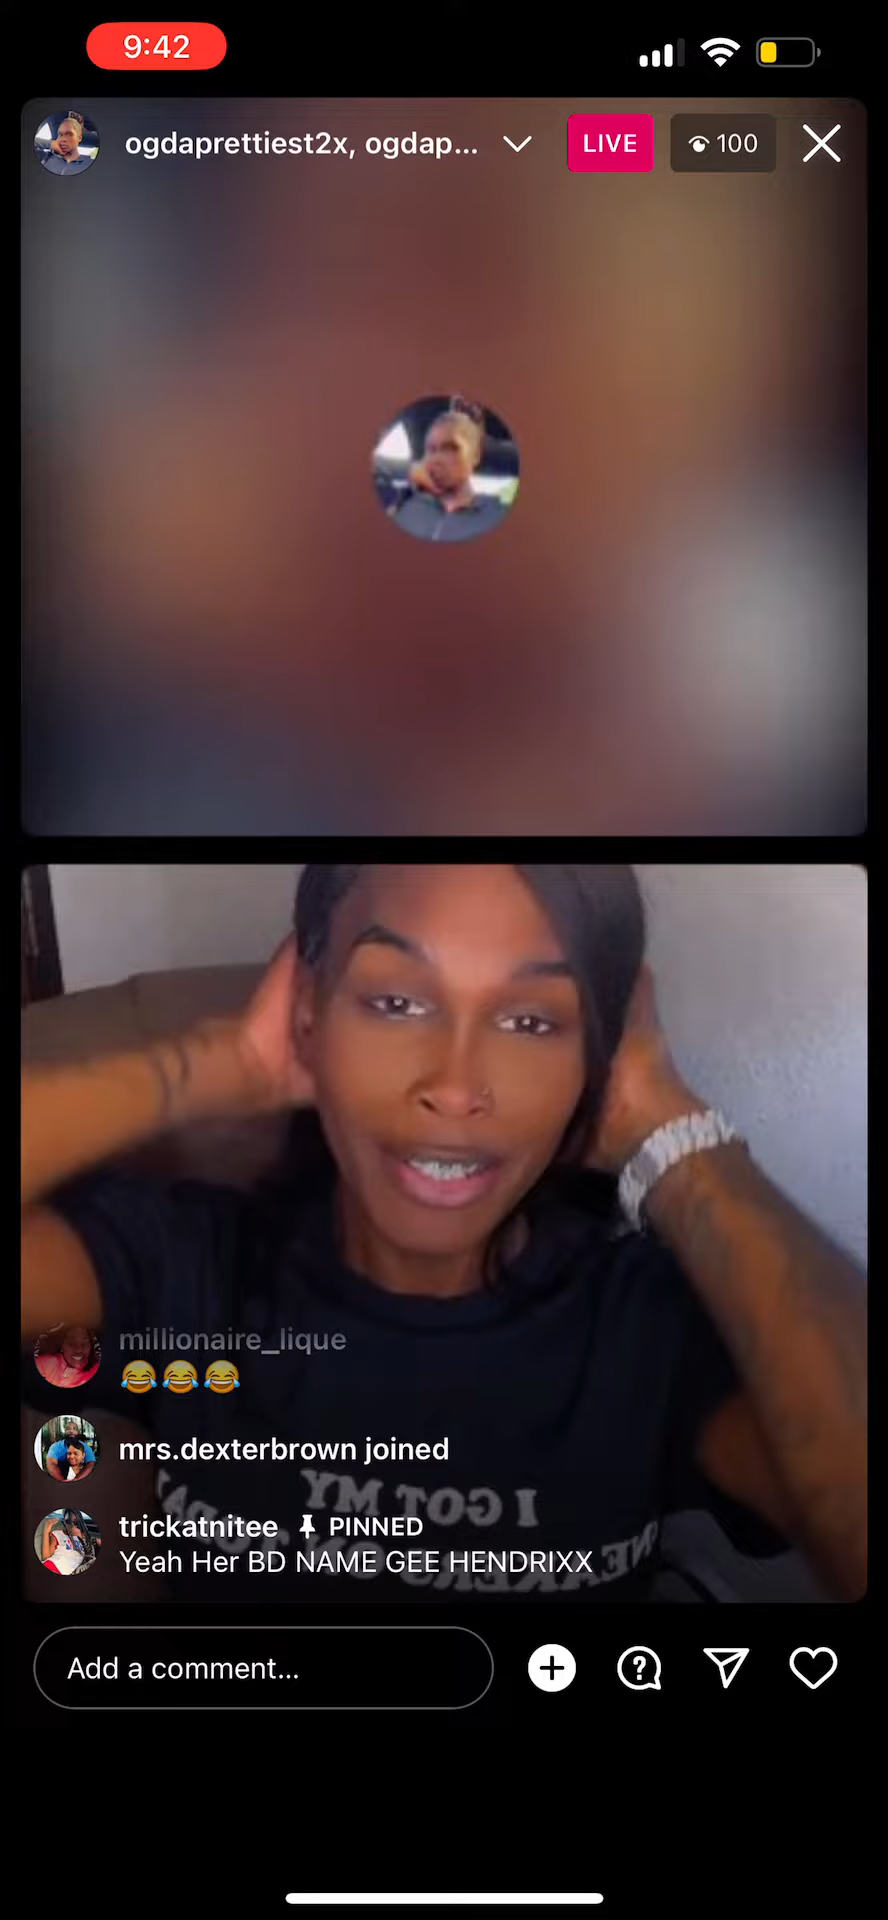 9:42
ogdaprettiest2x, ogdap...
LIVE
100
millionaire_lique
😂😂😂
mrs.dexterbrown joined
trickatnitee PINNED
Yeah Her BD NAME GEE HENDRIXX
I GOT MY
Add a comment...